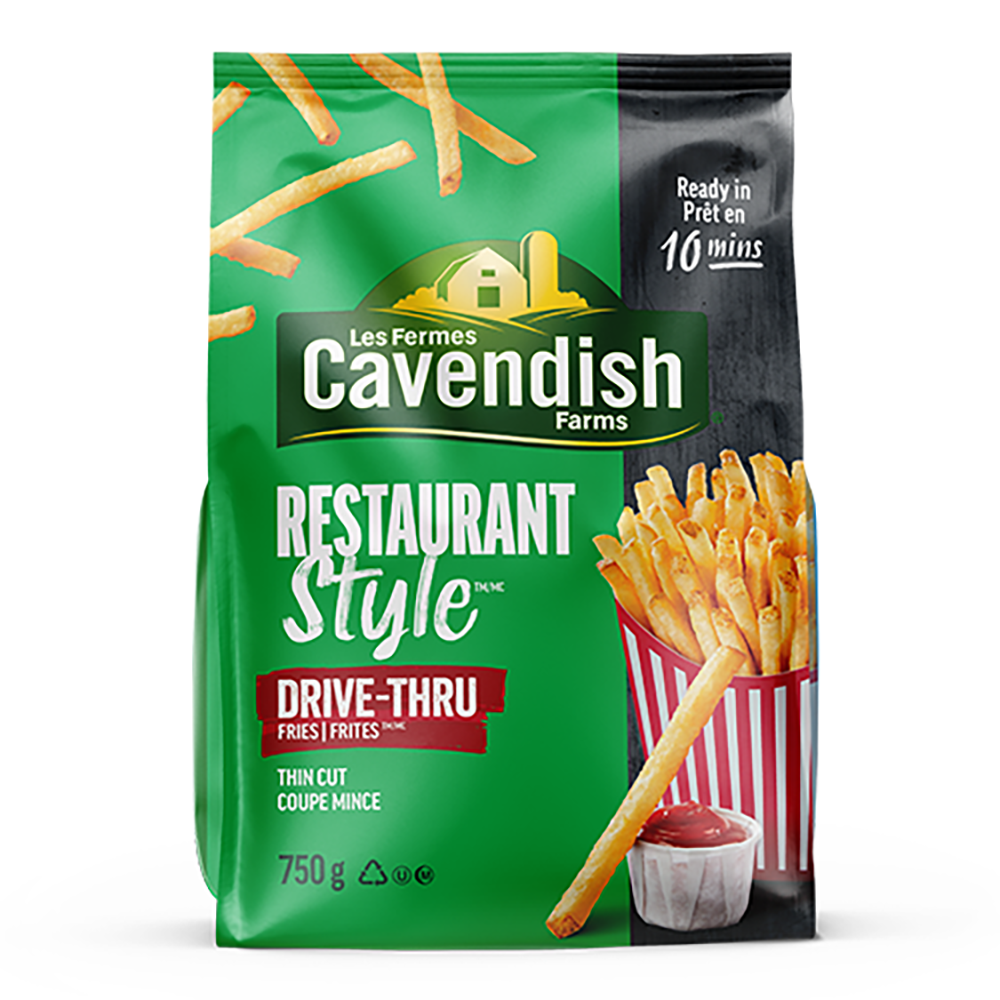 Ready in
Prêt en
10 mins
Les Fermes
Cavendish
Farms
®
RESTAURANT
Style TM/MC
DRIVE-THRU
FRIES | FRITES TM/MC
THIN CUT
COUPE MINCE
750 g
U
M